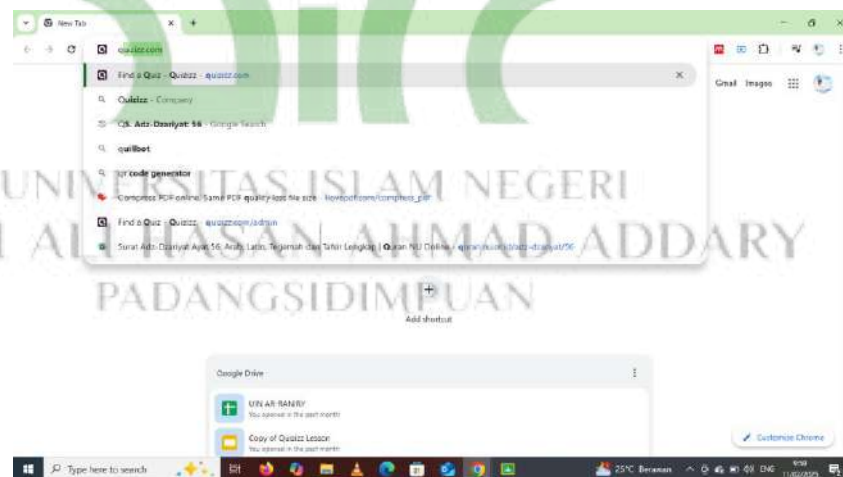 New Tab
quizizz.com
Find a Quiz - Quizizz - quizizz.com
Quizizz - Company
Gmail Images
QS. Adz-Dzariyat: 56 - Google Search
quillbot
qr code generator
UNIVERSITAS ISLAM NEGERI
Compress PDF online. Same PDF quality less file size - ilovepdf.com/compress_pdf
Find a Quiz - Quizizz - quizizz.com/admin
ALI HASAN AHMAD ADDARY
Surat Adz-Dzariyat Ayat 56: Arab, Latin, Terjemah dan Tafsir Lengkap | Quran NU Online -
PADANGSIDIMPUAN
Add shortcut
Google Drive
UIN AR-RANIRY
You opened in the past month
Copy of Quizizz Lesson
You opened in the past month
Customize Chrome
Type here to search
25°C Berawan
ENG
9:59
11/02/2025